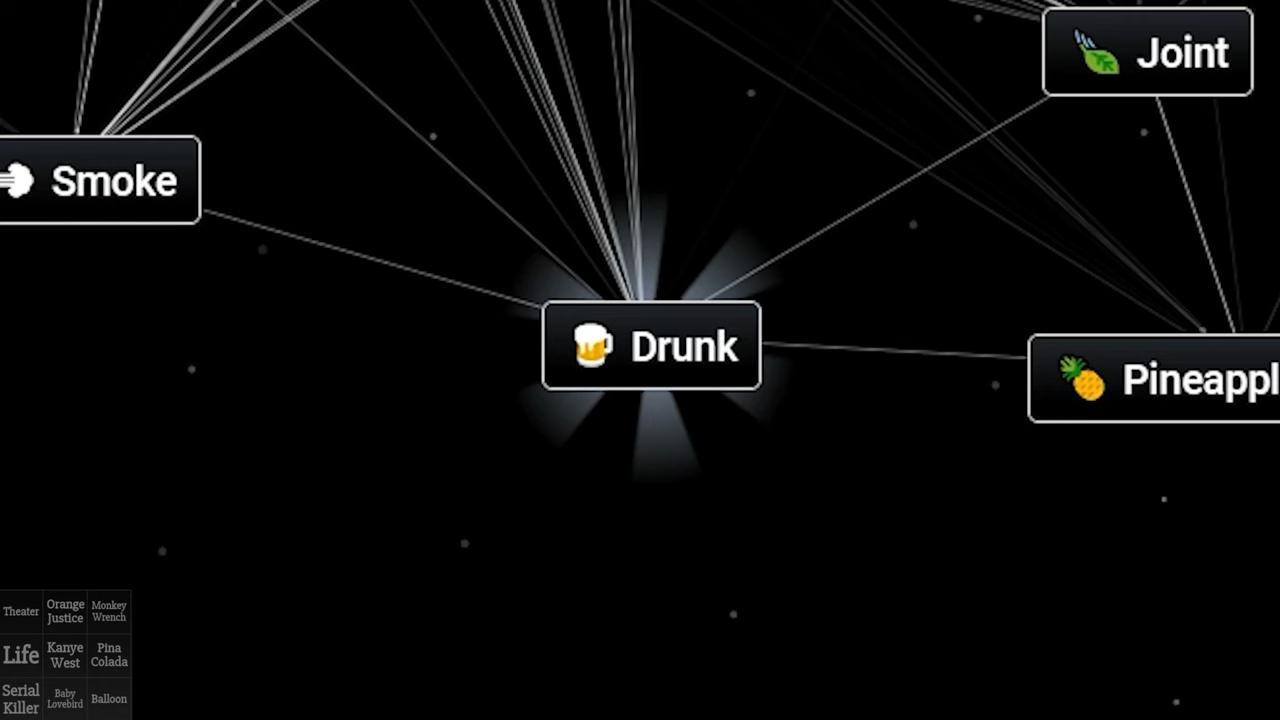 Joint
Smoke
Drunk
Pineappl
Theater
Orange
Justice
Monkey
Wrench
Life
Kanye
West
Pina
Colada
Serial
Killer
Baby
Lovebird
Balloon